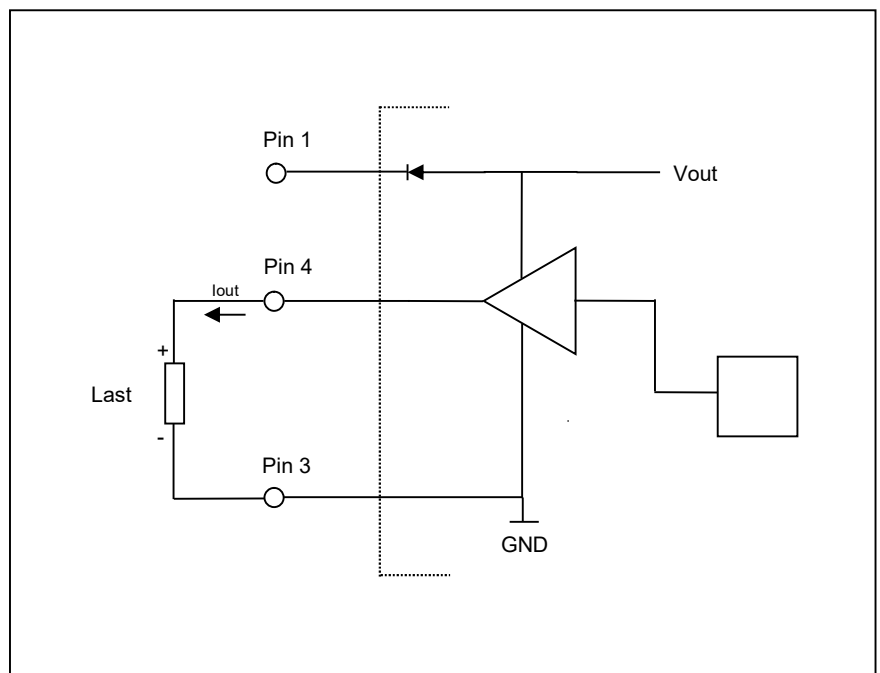 Pin 1
Vout
Pin 4
Iout
+
Last
-
Pin 3
GND